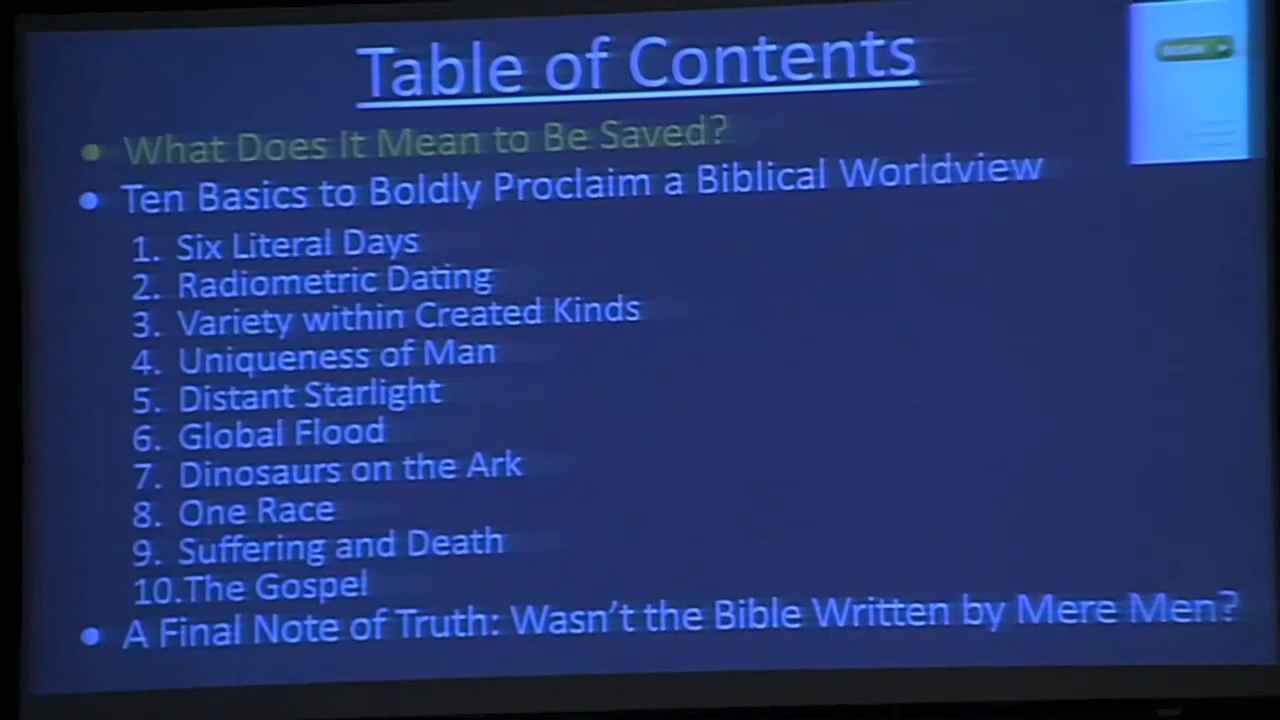 Table of Contents
• What Does It Mean to Be Saved?
• Ten Basics to Boldly Proclaim a Biblical Worldview
1. Six Literal Days
2. Radiometric Dating
3. Variety within Created Kinds
4. Uniqueness of Man
5. Distant Starlight
6. Global Flood
7. Dinosaurs on the Ark
8. One Race
9. Suffering and Death
10.The Gospel
• A Final Note of Truth: Wasn't the Bible Written by Mere Men?